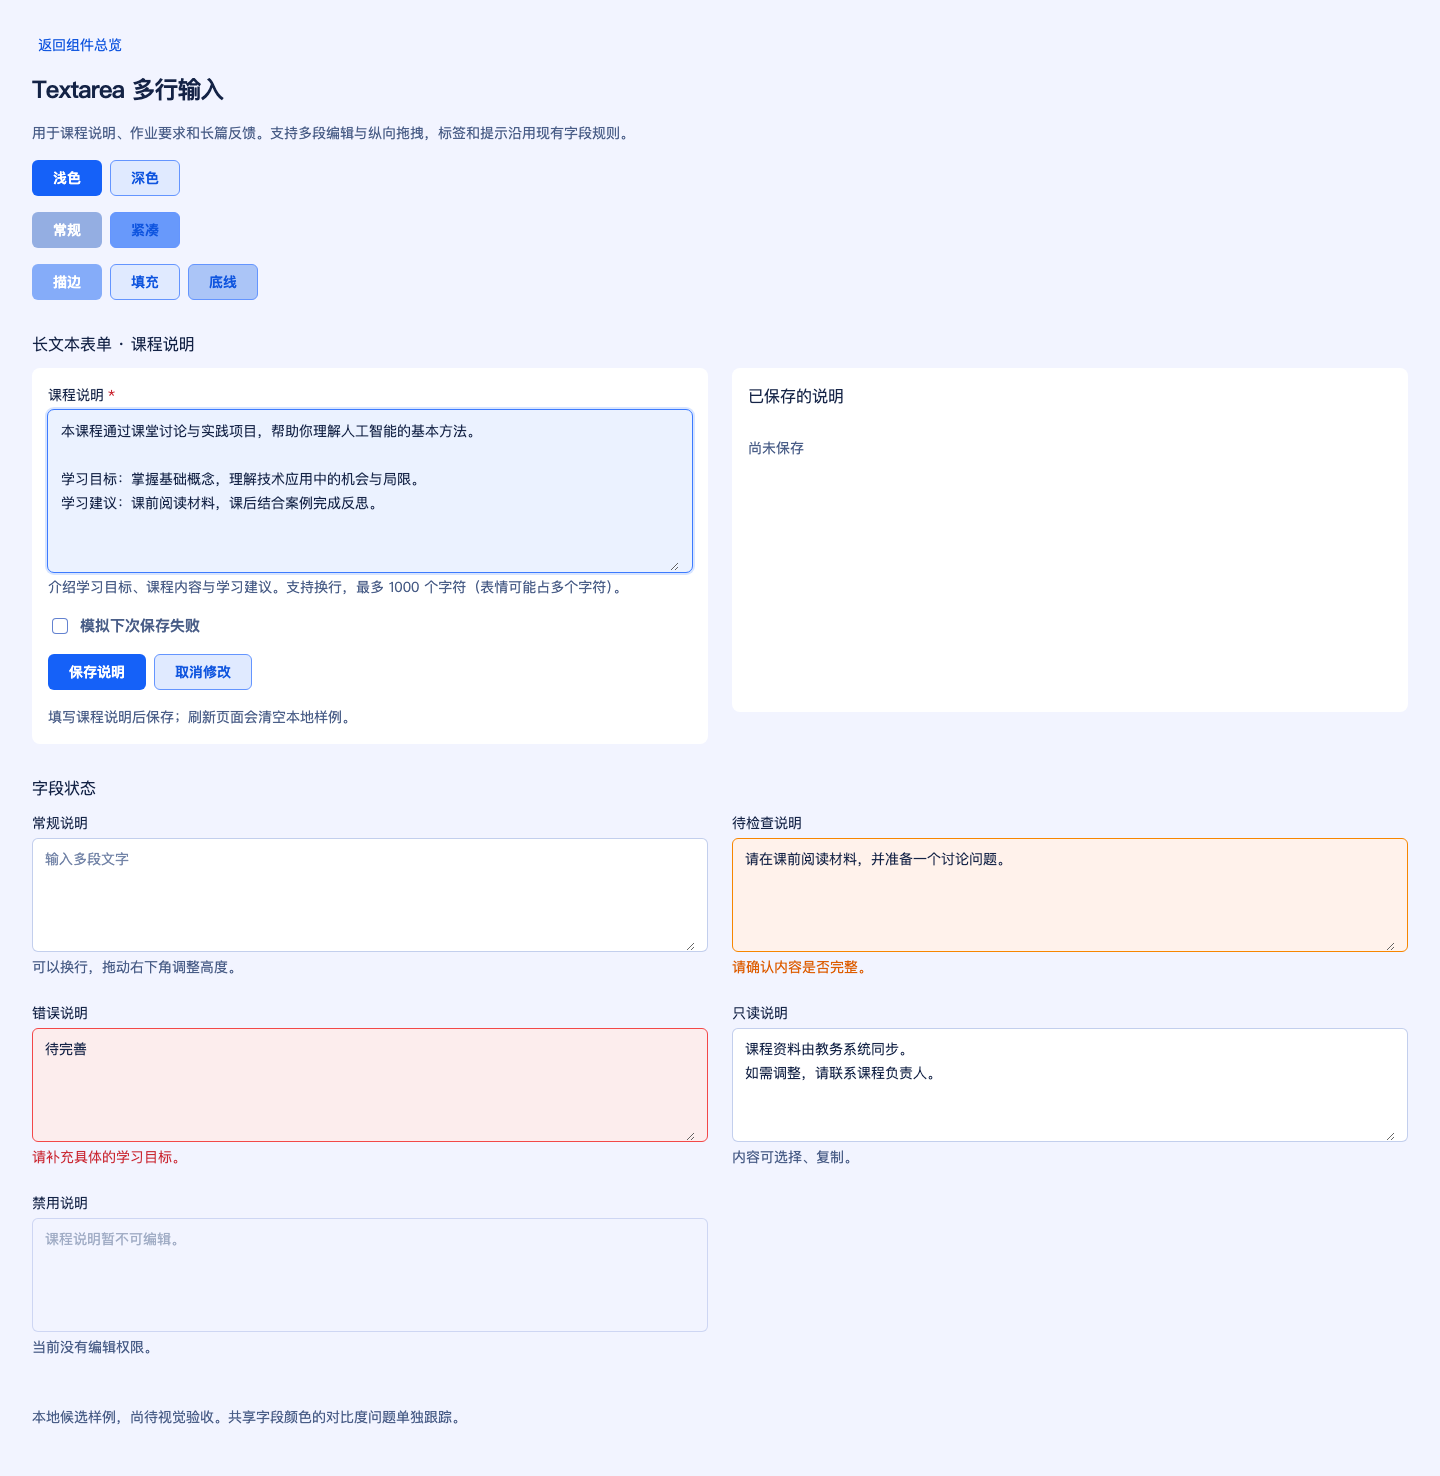 返回组件总览
Textarea 多行输入
用于课程说明、作业要求和长篇反馈。支持多段编辑与纵向拖拽，标签和提示沿用现有字段规则。
浅色 深色
常规 紧凑
描边 填充 底线
长文本表单 · 课程说明
课程说明 *
本课程通过课堂讨论与实践项目，帮助你理解人工智能的基本方法。
学习目标：掌握基础概念，理解技术应用中的机会与局限。
学习建议：课前阅读材料，课后结合案例完成反思。
介绍学习目标、课程内容与学习建议。支持换行，最多 1000 个字符（表情可能占多个字符）。
模拟下次保存失败
保存说明 取消修改
填写课程说明后保存；刷新页面会清空本地样例。
已保存的说明
尚未保存
字段状态
常规说明
输入多段文字
可以换行，拖动右下角调整高度。
待检查说明
请在课前阅读材料，并准备一个讨论问题。
请确认内容是否完整。
错误说明
待完善
请补充具体的学习目标。
只读说明
课程资料由教务系统同步。
如需调整，请联系课程负责人。
内容可选择、复制。
禁用说明
课程说明暂不可编辑。
当前没有编辑权限。
本地候选样例，尚待视觉验收。共享字段颜色的对比度问题单独跟踪。